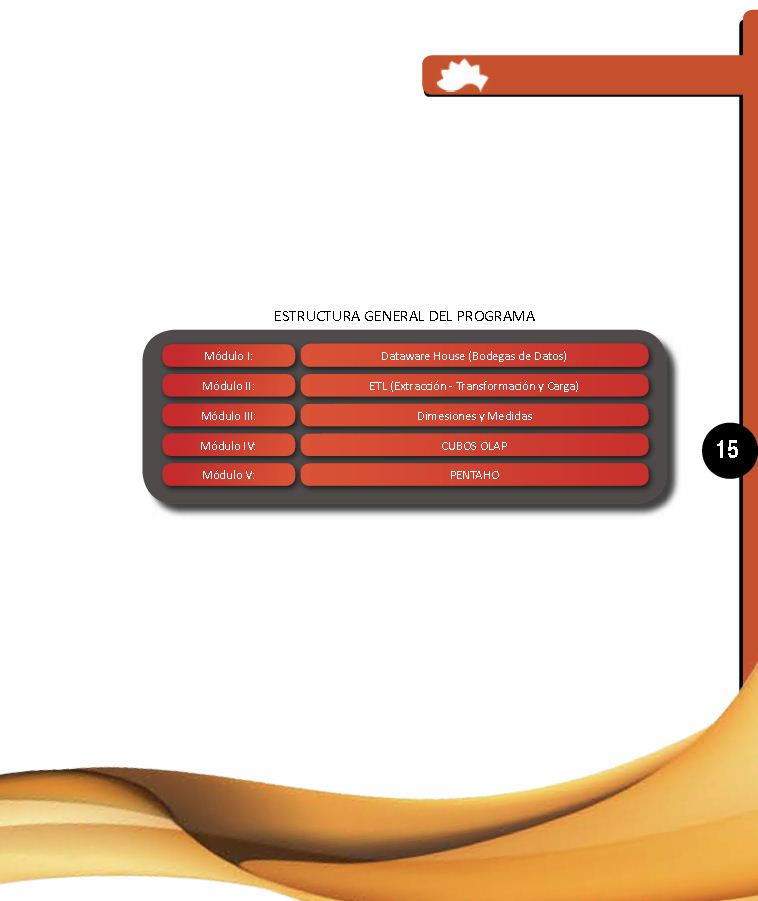 ESTRUCTURA GENERAL DEL PROGRAMA
Módulo I: Dataware House (Bodegas de Datos)
Módulo II: ETL (Extracción - Transformación y Carga)
Módulo III: Dimesiones y Medidas
Módulo IV: CUBOS OLAP
Módulo V: PENTAHO
15